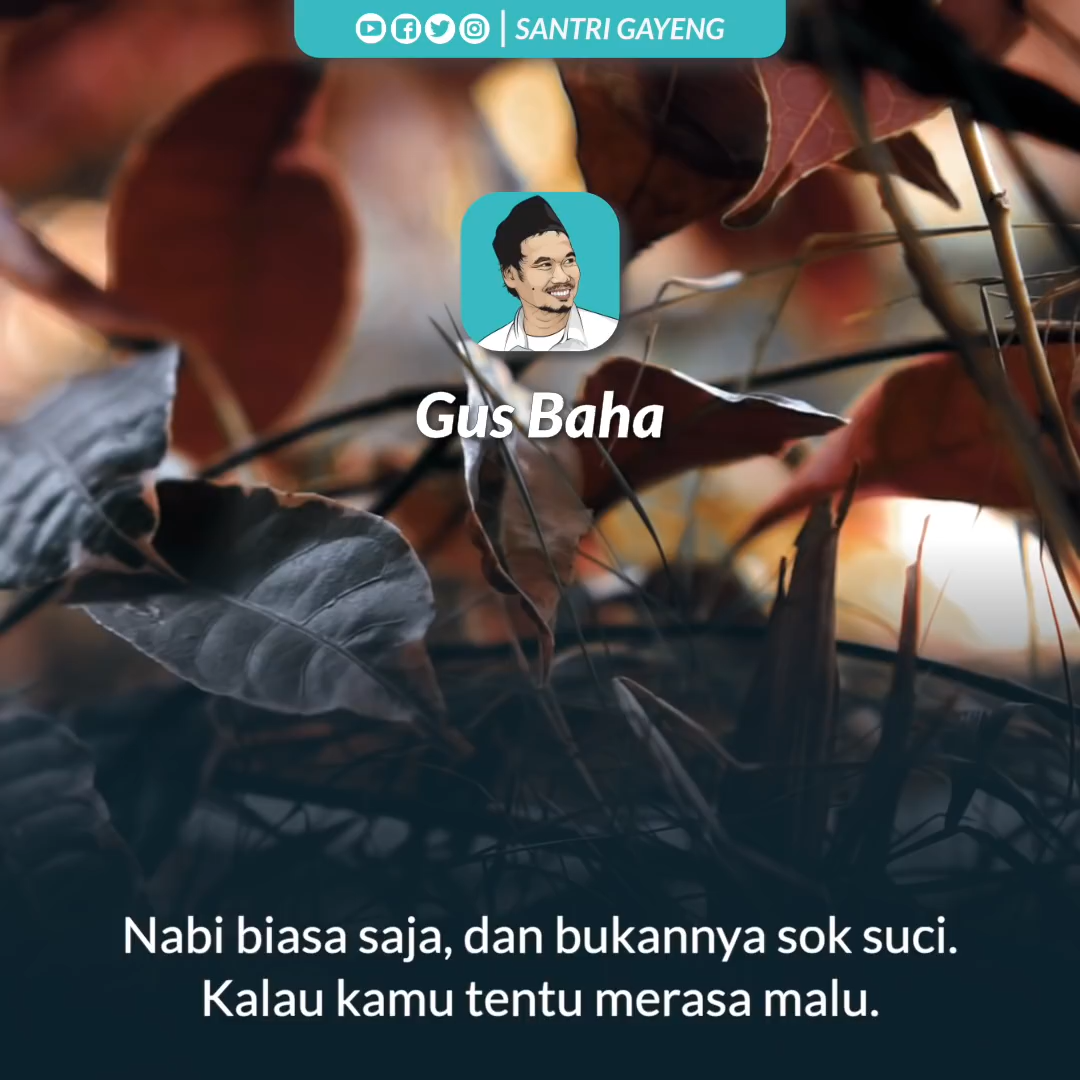 SANTRI GAYENG
Gus Baha
Nabi biasa saja, dan bukannya sok suci.
Kalau kamu tentu merasa malu.